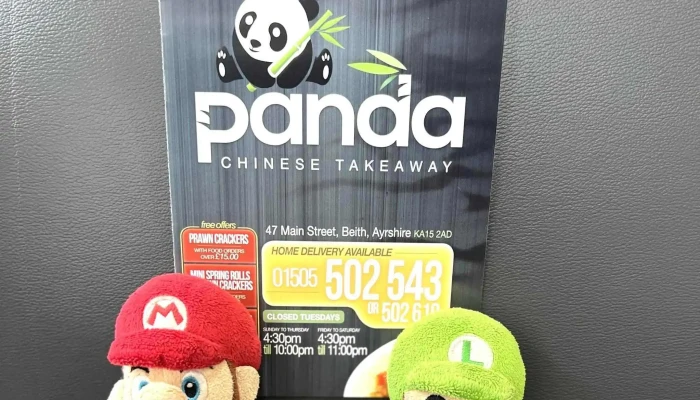 panda
CHINESE TAKEAWAY
47 Main Street, Beith, Ayrshire KA15 2AD
free offers
PRAWN CRACKERS
WITH FOOD ORDERS
OVER £15.00
MINI SPRING ROLLS
CRACKERS
HOME DELIVERY AVAILABLE
01505 502 543
OR 502 61
CLOSED TUESDAYS
SUNDAY TO THURSDAY
4:30pm
till 10:00pm
FRIDAY TO SATURDAY
4:30pm
till 11:00pm
M
L